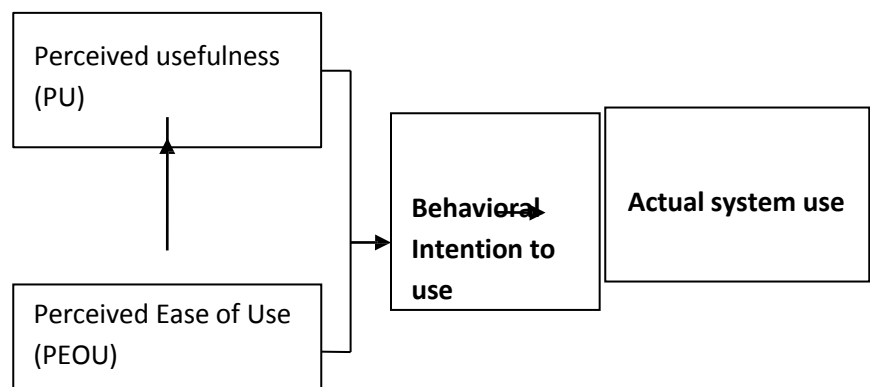 Perceived usefulness
(PU)
Behavioral
Intention to
use
Actual system use
Perceived Ease of Use
(PEOU)